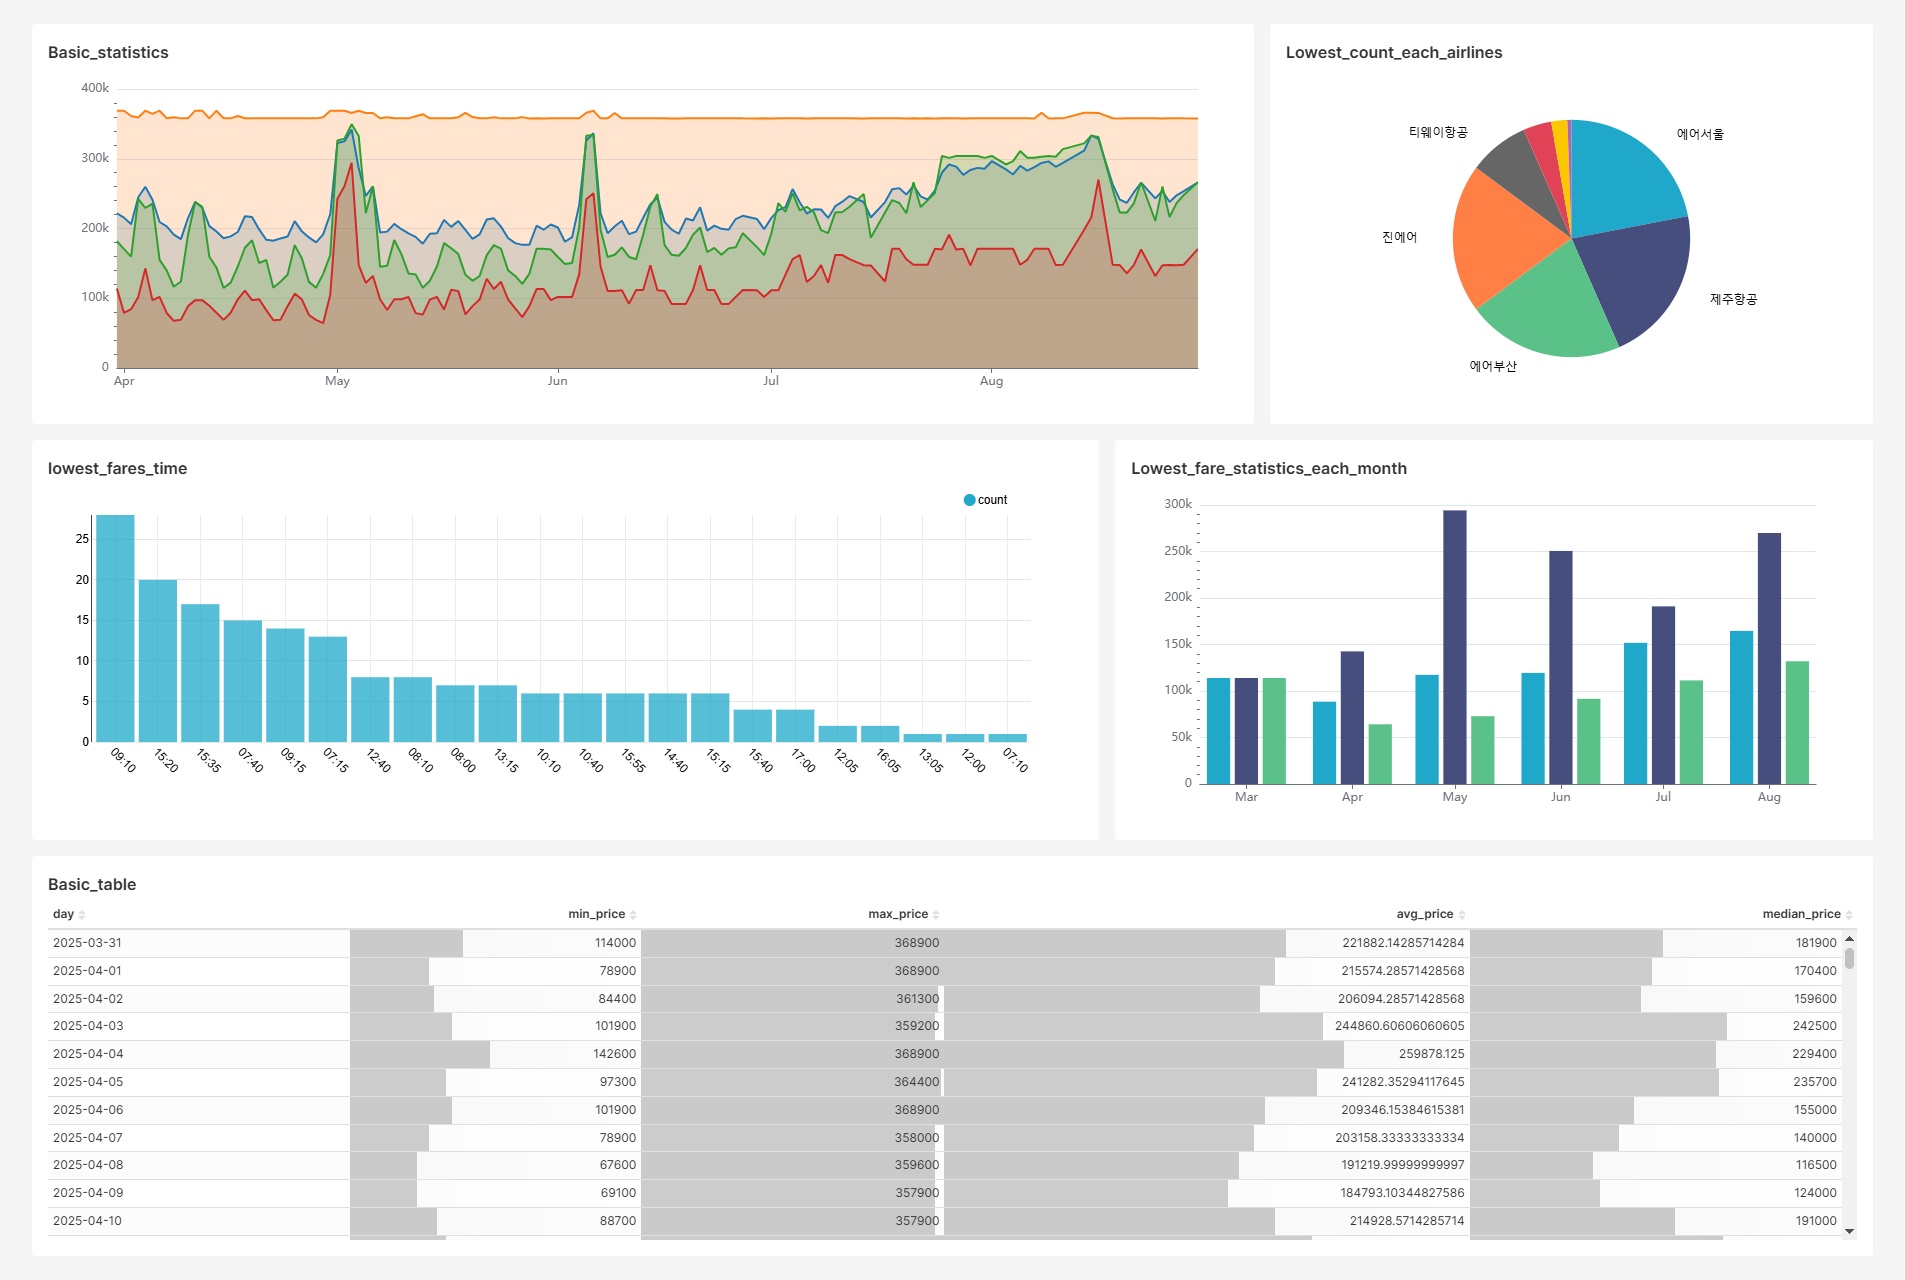 Basic_statistics
400k
300k
200k
100k
0
Apr May Jun Jul Aug
Lowest_count_each_airlines
티웨이항공
에어서울
진에어
제주항공
에어부산
lowest_fares_time
count
25
20
15
10
5
0
09:10 15:20 15:35 07:40 09:15 07:15 12:40 08:10 08:00 13:15 10:10 10:40 15:55 14:40 15:15 15:40 17:00 12:05 16:05 13:05 12:00 07:10
Lowest_fare_statistics_each_month
300k
250k
200k
150k
100k
50k
0
Mar Apr May Jun Jul Aug
Basic_table
day min_price max_price avg_price median_price
2025-03-31 114000 368900 221882.14285714284 181900
2025-04-01 78900 368900 215574.28571428568 170400
2025-04-02 84400 361300 206094.28571428568 159600
2025-04-03 101900 359200 244860.60606060605 242500
2025-04-04 142600 368900 259878.125 229400
2025-04-05 97300 364400 241282.35294117645 235700
2025-04-06 101900 368900 209346.15384615381 155000
2025-04-07 78900 358000 203158.33333333334 140000
2025-04-08 67600 359600 191219.99999999997 116500
2025-04-09 69100 357900 184793.10344827586 124000
2025-04-10 88700 357900 214928.5714285714 191000